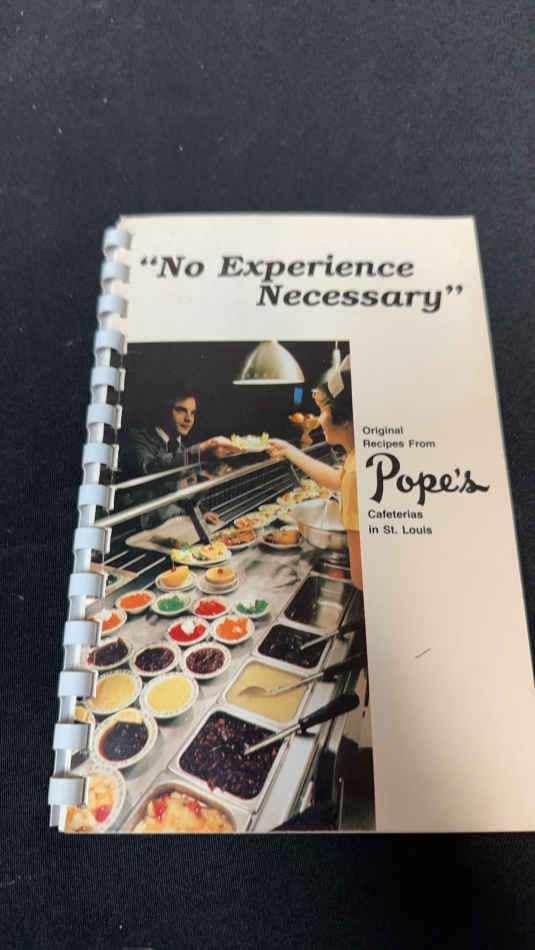 “No Experience
Necessary”
Original
Recipes From
Pope's
Cafeterias
in St. Louis